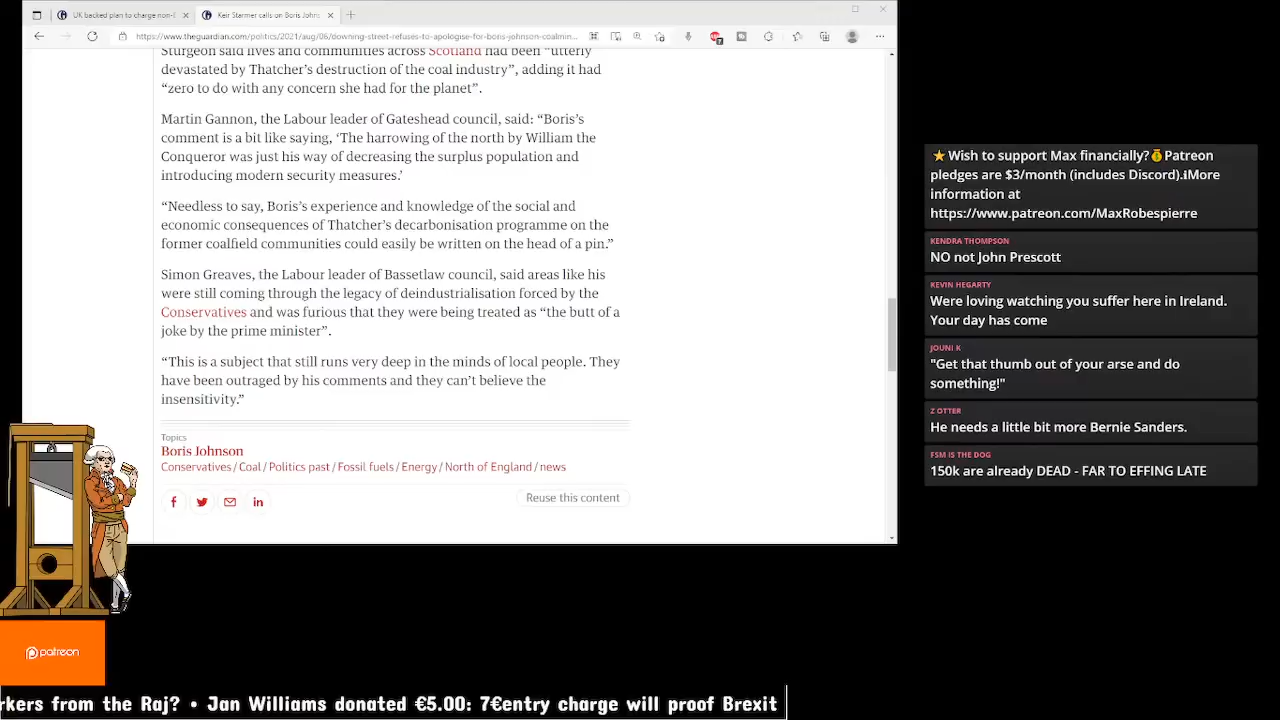 UK backed plan to charge non-
Keir Starmer calls on Boris Johns
https://www.theguardian.com/politics/2021/aug/06/downing-street-refuses-to-apologise-for-boris-johnson-coalmin...
Sturgeon said lives and communities across Scotland had been “utterly
devastated by Thatcher’s destruction of the coal industry”, adding it had
“zero to do with any concern she had for the planet”.
Martin Gannon, the Labour leader of Gateshead council, said: “Boris’s
comment is a bit like saying, ‘The harrowing of the north by William the
Conqueror was just his way of decreasing the surplus population and
introducing modern security measures.’
“Needless to say, Boris’s experience and knowledge of the social and
economic consequences of Thatcher’s decarbonisation programme on the
former coalfield communities could easily be written on the head of a pin.”
Simon Greaves, the Labour leader of Bassetlaw council, said areas like his
were still coming through the legacy of deindustrialisation forced by the
Conservatives and was furious that they were being treated as “the butt of a
joke by the prime minister”.
“This is a subject that still runs very deep in the minds of local people. They
have been outraged by his comments and they can’t believe the
insensitivity.”
Topics
Boris Johnson
Conservatives / Coal / Politics past / Fossil fuels / Energy / North of England / news
Reuse this content
⭐Wish to support Max financially?💰Patreon
pledges are $3/month (includes Discord).ℹMore
information at
https://www.patreon.com/MaxRobespierre
KENDRA THOMPSON
NO not John Prescott
KEVIN HEGARTY
Were loving watching you suffer here in Ireland.
Your day has come
JOUNI K
"Get that thumb out of your arse and do
something!"
Z OTTER
He needs a little bit more Bernie Sanders.
FSM IS THE DOG
150k are already DEAD - FAR TO EFFING LATE
patreon
rkers from the Raj? • Jan Williams donated €5.00: 7€entry charge will proof Brexit